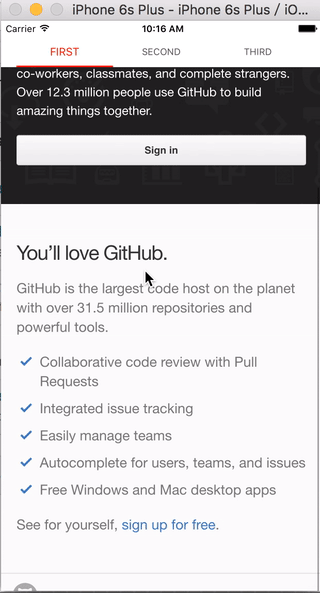 iPhone 6s Plus - iPhone 6s Plus / iO...
Carrier 10:16 AM
FIRST SECOND THIRD
co-workers, classmates, and complete strangers.
Over 12.3 million people use GitHub to build
amazing things together.
Sign in
You’ll love GitHub.
GitHub is the largest code host on the planet
with over 31.5 million repositories and
powerful tools.
Collaborative code review with Pull
Requests
Integrated issue tracking
Easily manage teams
Autocomplete for users, teams, and issues
Free Windows and Mac desktop apps
See for yourself, sign up for free.